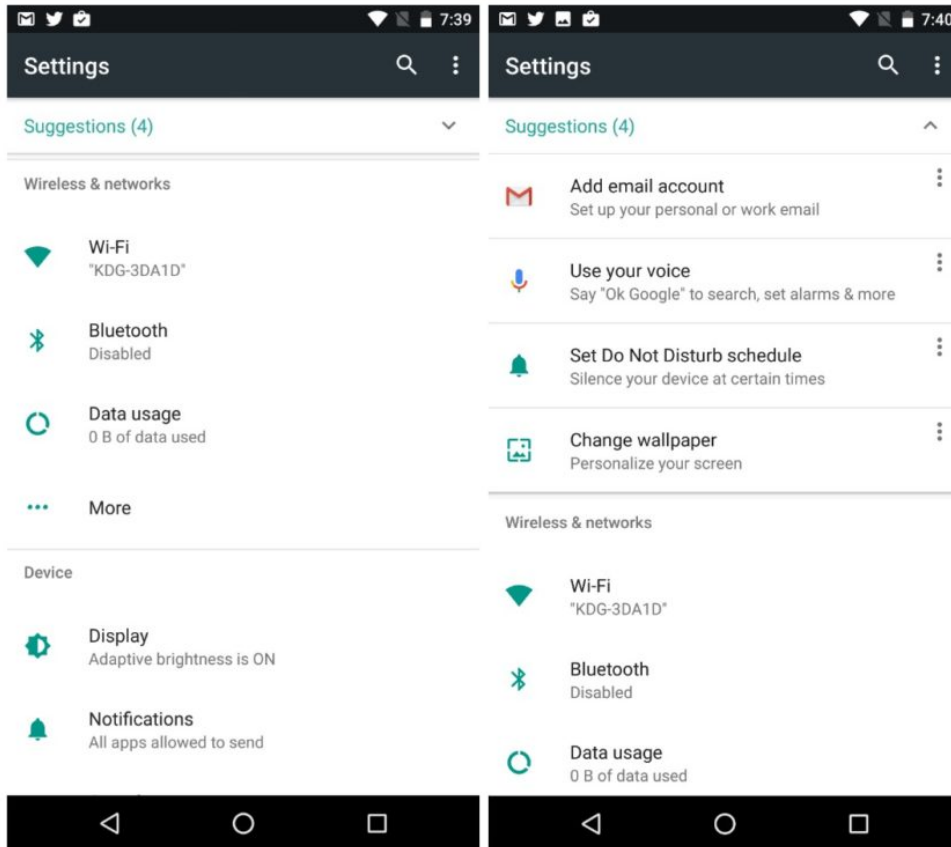 7:39
Settings
Suggestions (4)
Wireless & networks
Wi-Fi
"KDG-3DA1D"
Bluetooth
Disabled
Data usage
0 B of data used
More
Device
Display
Adaptive brightness is ON
Notifications
All apps allowed to send
7:40
Settings
Suggestions (4)
Add email account
Set up your personal or work email
Use your voice
Say "Ok Google" to search, set alarms & more
Set Do Not Disturb schedule
Silence your device at certain times
Change wallpaper
Personalize your screen
Wireless & networks
Wi-Fi
"KDG-3DA1D"
Bluetooth
Disabled
Data usage
0 B of data used